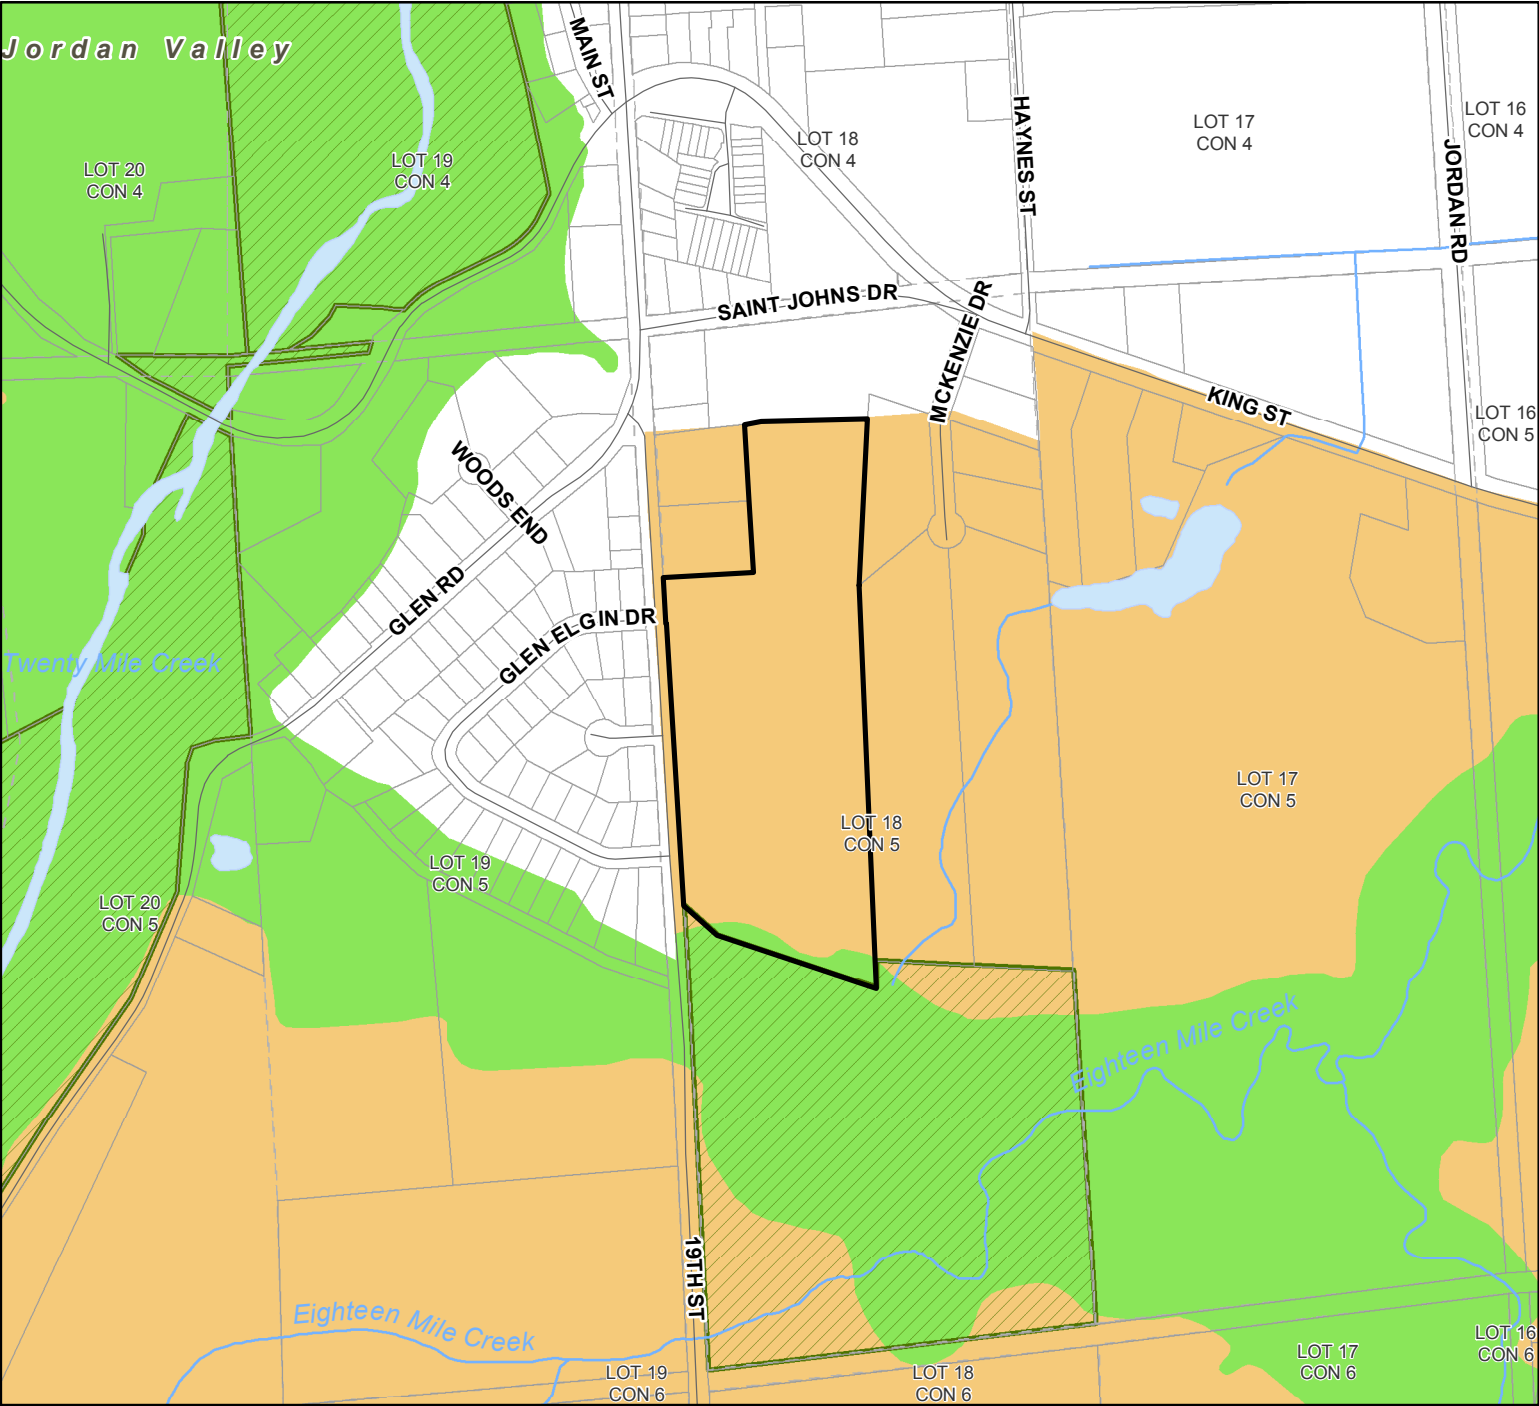 Jordan Valley
MAIN ST
HAYNES ST
LOT 16
CON 4
LOT 17
CON 4
LOT 18
CON 4
LOT 19
CON 4
LOT 20
CON 4
JORDAN RD
SAINT JOHNS DR
MCKENZIE DR
KING ST
LOT 16
CON 5
WOODS END
GLEN RD
GLEN ELGIN DR
Twenty Mile Creek
LOT 17
CON 5
LOT 18
CON 5
LOT 19
CON 5
LOT 20
CON 5
Eighteen Mile Creek
19TH ST
Eighteen Mile Creek
LOT 16
CON 6
LOT 17
CON 6
LOT 18
CON 6
LOT 19
CON 6